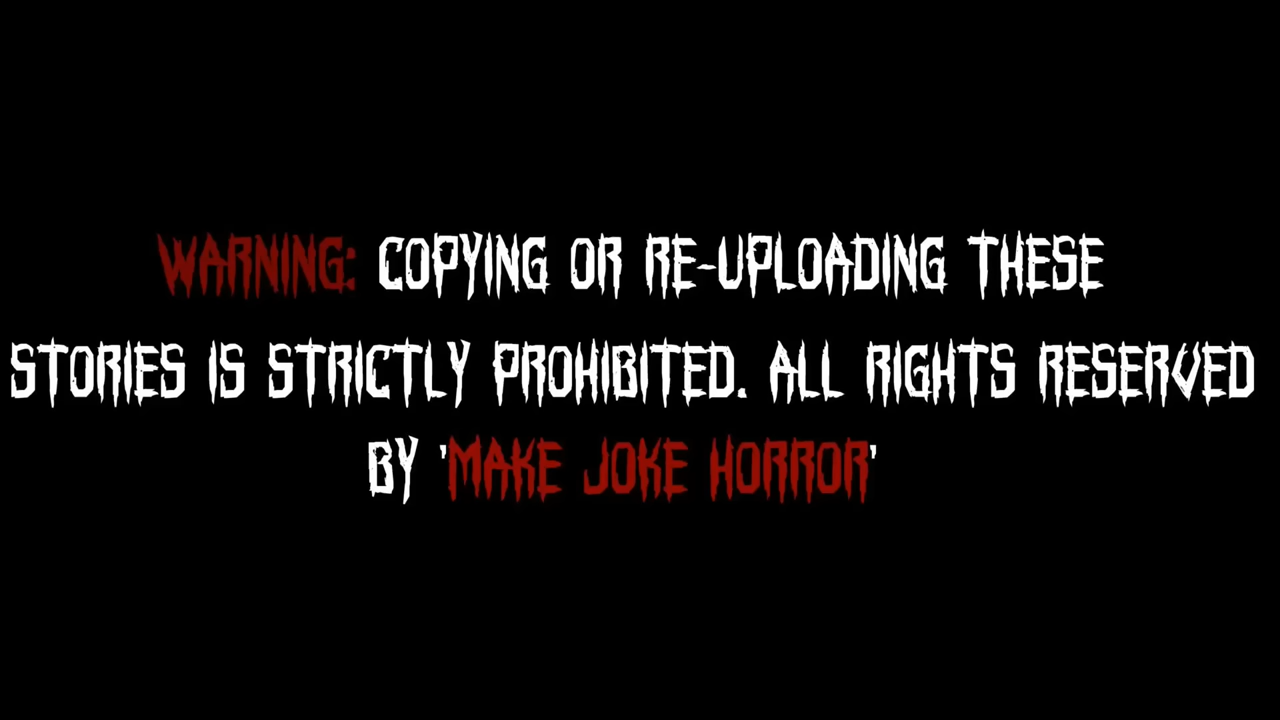 WARNING: COPYING OR RE-UPLOADING THESE
STORIES IS STRICTLY PROHIBITED. ALL RIGHTS RESERVED
BY 'MAKE JOKE HORROR'